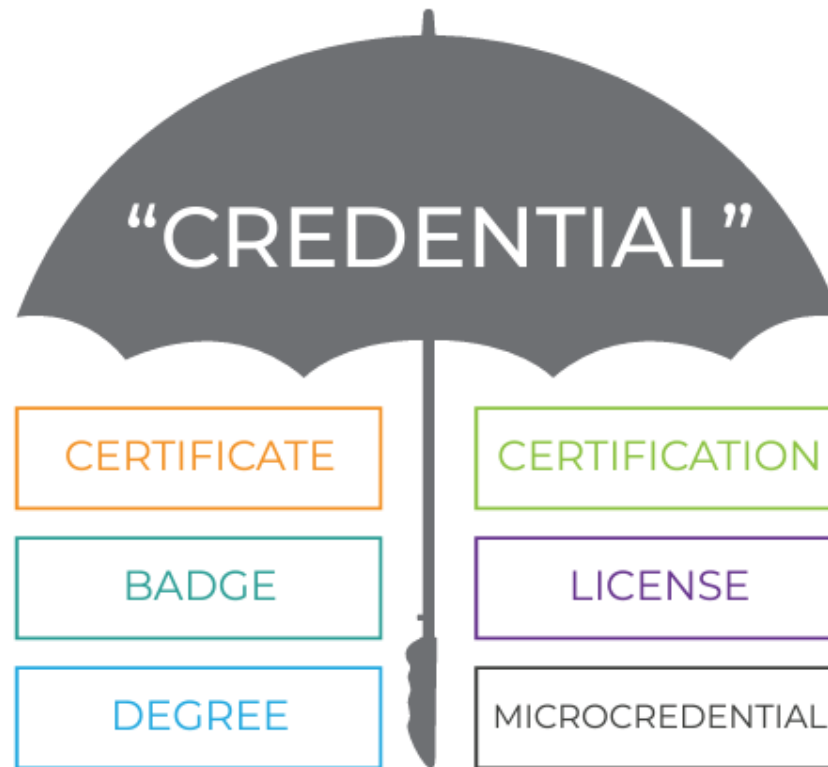 “CREDENTIAL”
CERTIFICATE
CERTIFICATION
BADGE
LICENSE
DEGREE
MICROCREDENTIAL